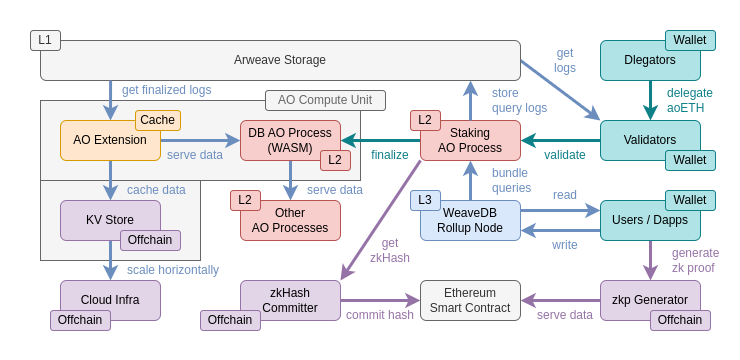 L1
Wallet
Arweave Storage
get
logs
Dlegators
get finalized logs
store
query logs
delegate
aoETH
AO Compute Unit
Cache
L2
AO Extension
serve data
DB AO Process
(WASM)
L2
finalize
Staking
AO Process
validate
Validators
Wallet
cache data
serve data
bundle
queries
L2
L3
read
Wallet
KV Store
Offchain
Other
AO Processes
WeaveDB
Rollup Node
write
Users / Dapps
get
zkHash
generate
zk proof
scale horizontally
Cloud Infra
Offchain
zkHash
Committer
Offchain
commit hash
Ethereum
Smart Contract
serve data
zkp Generator
Offchain